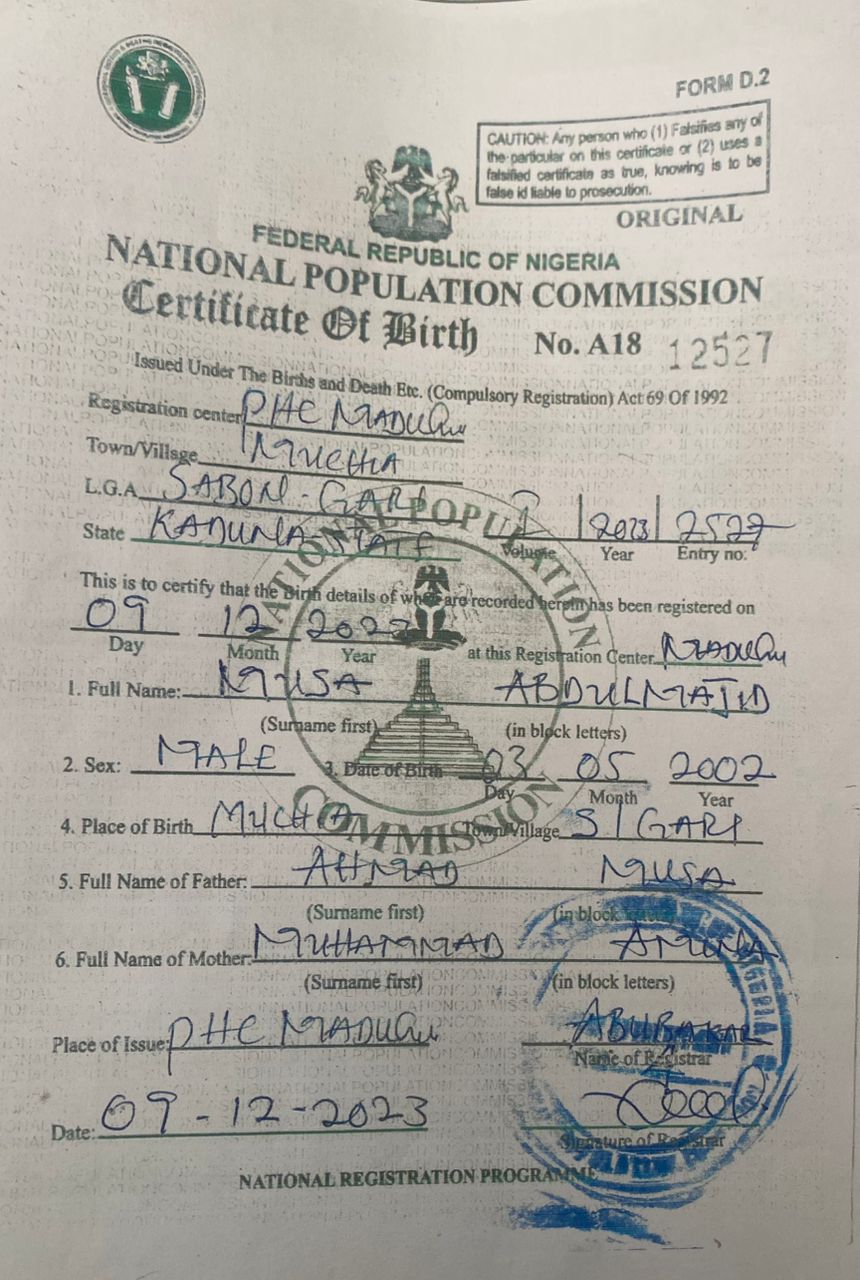 FORM D.2
CAUTION: Any person who (1) Falsifies any of
the particular on this certificate or (2) uses a
falsified certificate as true, knowing is to be
false id liable to prosecution.
ORIGINAL
FEDERAL REPUBLIC OF NIGERIA
NATIONAL POPULATION COMMISSION
Certificate Of Birth No. A18 12527
Issued Under The Births and Death Etc. (Compulsory Registration) Act 69 Of 1992
Registration center PHC MADUGU
Town/Village MUCHIA
L.G.A SABON-GARI
State KADUNA-STATE
2023 2527
Volume Year Entry no.
This is to certify that the Birth details of whom are recorded herein has been registered on
09 12 2023 at this Registration Center MADUGU
Day Month Year
1. Full Name: MUSA ABDULMAJID
(Surname first) (in block letters)
2. Sex: MALE 3. Date of Birth 03 05 2002
Day Month Year
4. Place of Birth MUCHIA Town/Village S/GARI
5. Full Name of Father: AHMAD MUSA
(Surname first) (in block letters)
6. Full Name of Mother: MUHAMMAD AMINA
(Surname first) (in block letters)
Place of Issue: PHC MADUGU ABUBAKAR
Name of Registrar
Date: 09-12-2023
Signature of Registrar
NATIONAL REGISTRATION PROGRAMME
NATIONAL POPULATION
COMMISSION